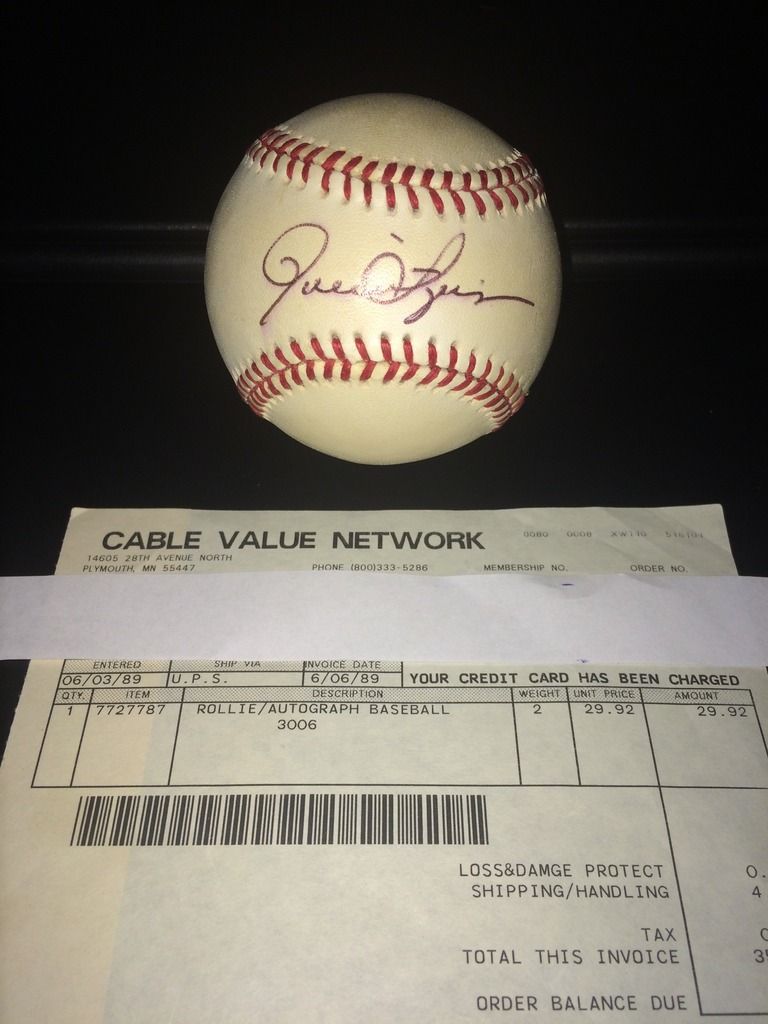 CABLE VALUE NETWORK
14605 28TH AVENUE NORTH
PLYMOUTH, MN 55447 PHONE (800)333-5286 MEMBERSHIP NO. ORDER NO.
ENTERED SHIP VIA INVOICE DATE
06/03/89 U.P.S. 6/06/89 YOUR CREDIT CARD HAS BEEN CHARGED
QTY. ITEM DESCRIPTION WEIGHT UNIT PRICE AMOUNT
1 7727787 ROLLIE/AUTOGRAPH BASEBALL 2 29.92 29.92
3006
LOSS&DAMGE PROTECT 0.
SHIPPING/HANDLING 4
TAX
TOTAL THIS INVOICE 3
ORDER BALANCE DUE